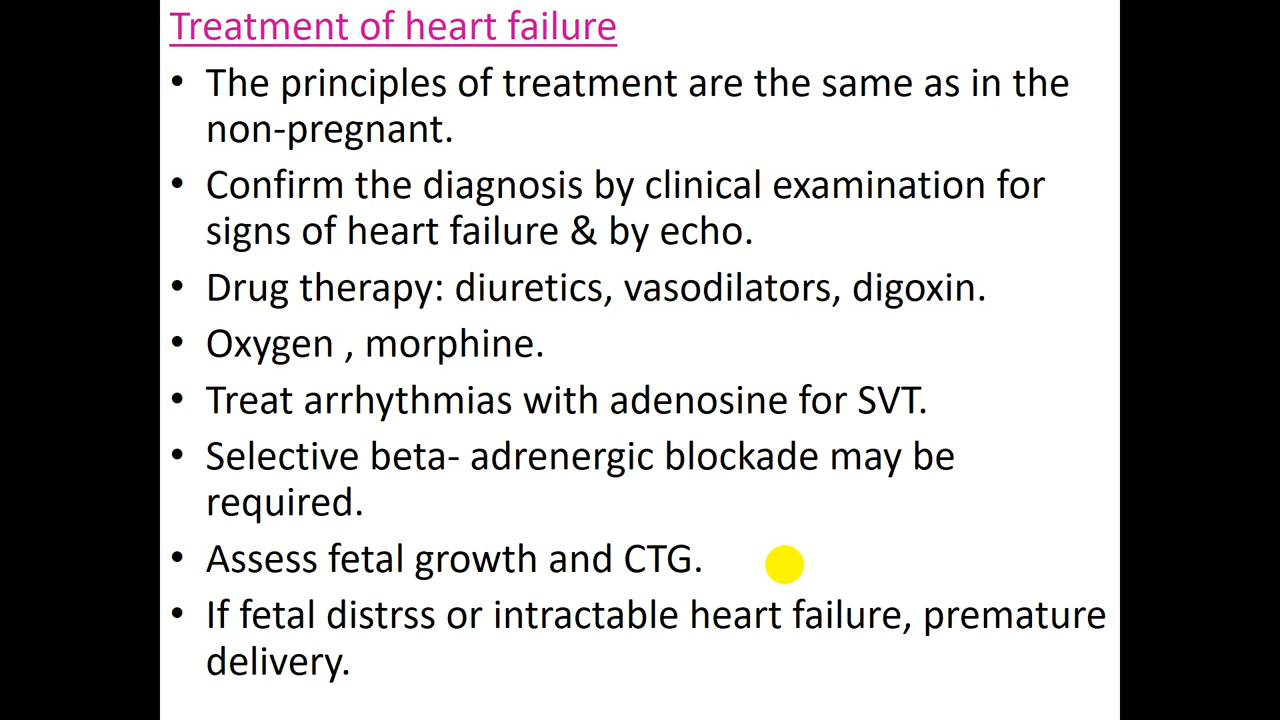 Treatment of heart failure
• The principles of treatment are the same as in the
non-pregnant.
• Confirm the diagnosis by clinical examination for
signs of heart failure & by echo.
• Drug therapy: diuretics, vasodilators, digoxin.
• Oxygen , morphine.
• Treat arrhythmias with adenosine for SVT.
• Selective beta- adrenergic blockade may be
required.
• Assess fetal growth and CTG.
• If fetal distrss or intractable heart failure, premature
delivery.